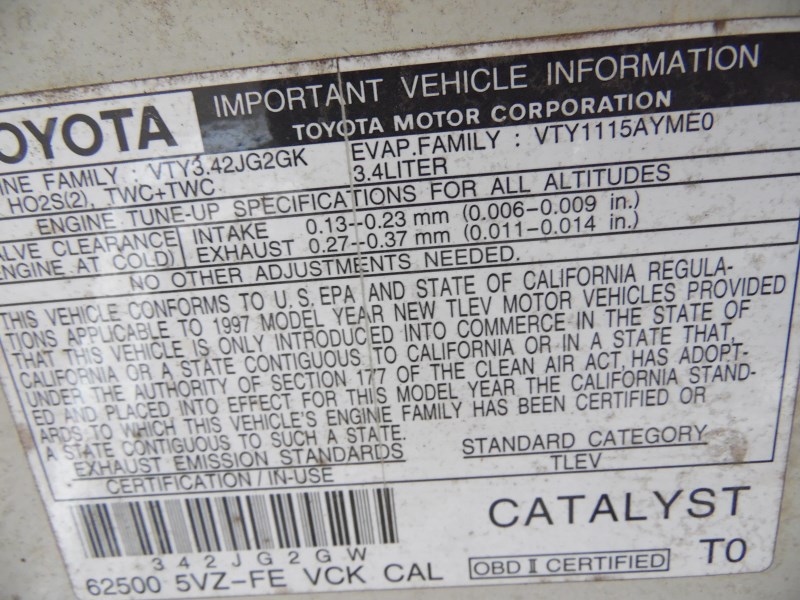 OYOTA
IMPORTANT VEHICLE INFORMATION
TOYOTA MOTOR CORPORATION
INE FAMILY : VTY3.42JG2GK EVAP.FAMILY : VTY1115AYME0
HO2S(2), TWC+TWC 3.4LITER
ENGINE TUNE-UP SPECIFICATIONS FOR ALL ALTITUDES
ALVE CLEARANCE INTAKE 0.13--0.23 mm (0.006-0.009 in.)
ENGINE AT COLD) EXHAUST 0.27--0.37 mm (0.011-0.014 in.)
NO OTHER ADJUSTMENTS NEEDED.
THIS VEHICLE CONFORMS TO U.S. EPA AND STATE OF CALIFORNIA REGULA-
TIONS APPLICABLE TO 1997 MODEL YEAR NEW TLEV MOTOR VEHICLES PROVIDED
THAT THIS VEHICLE IS ONLY INTRODUCED INTO COMMERCE IN THE STATE OF
CALIFORNIA OR A STATE CONTIGUOUS TO CALIFORNIA OR IN A STATE THAT,
UNDER THE AUTHORITY OF SECTION 177 OF THE CLEAN AIR ACT, HAS ADOPT-
ED AND PLACED INTO EFFECT FOR THIS MODEL YEAR THE CALIFORNIA STAND-
ARDS TO WHICH THIS VEHICLE'S ENGINE FAMILY HAS BEEN CERTIFIED OR
A STATE CONTIGUOUS TO SUCH A STATE.
EXHAUST EMISSION STANDARDS STANDARD CATEGORY
CERTIFICATION / IN-USE TLEV
CATALYST
342JG2GW
62500 5VZ-FE VCK CAL OBD II CERTIFIED TO